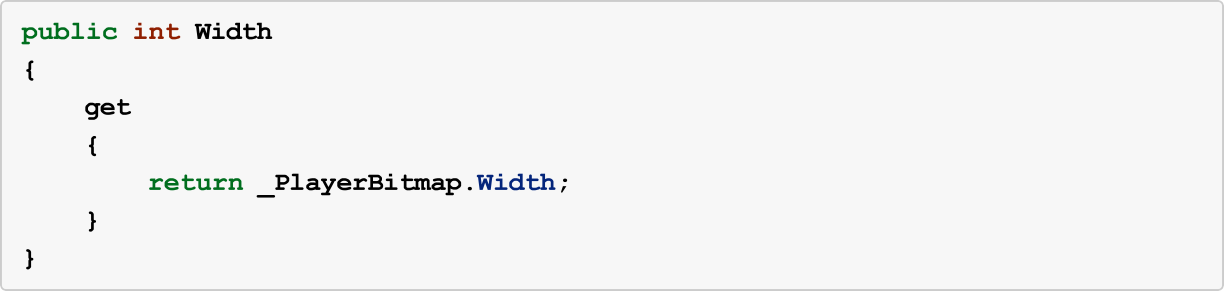 public int Width
{
    get
    {
        return _PlayerBitmap.Width;
    }
}